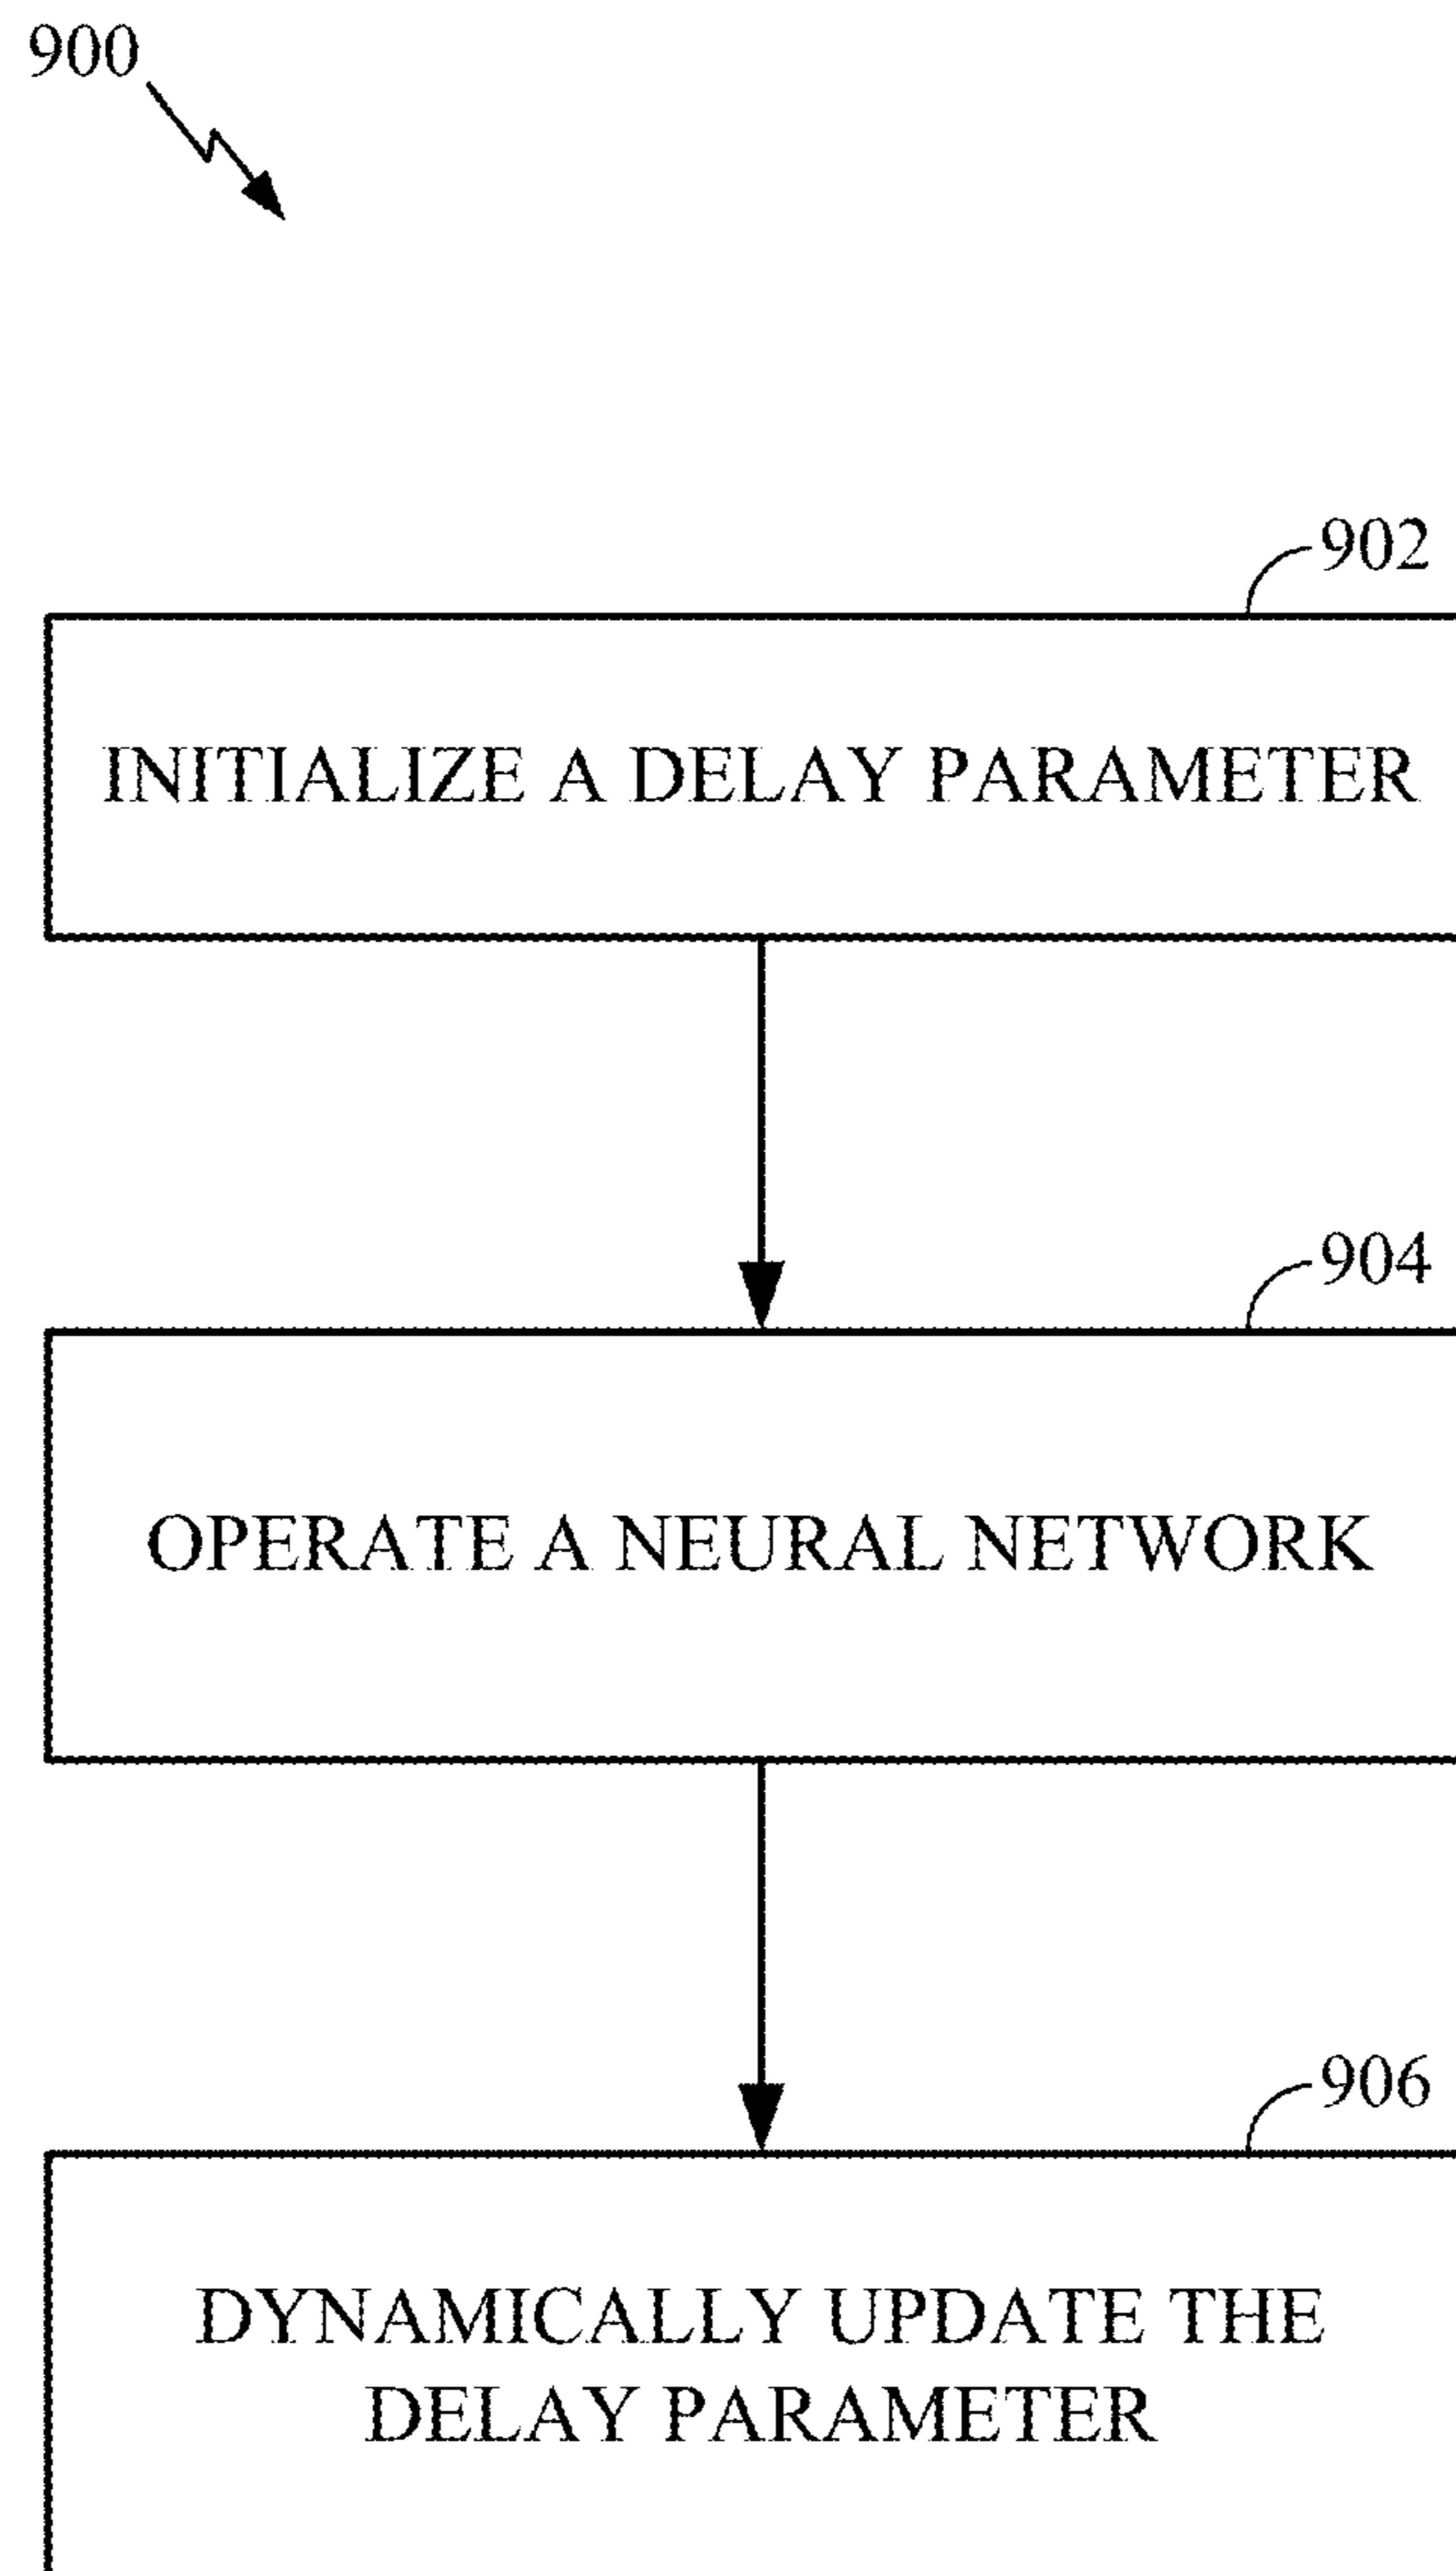 900
902
INITIALIZE A DELAY PARAMETER
904
OPERATE A NEURAL NETWORK
906
DYNAMICALLY UPDATE THE
DELAY PARAMETER